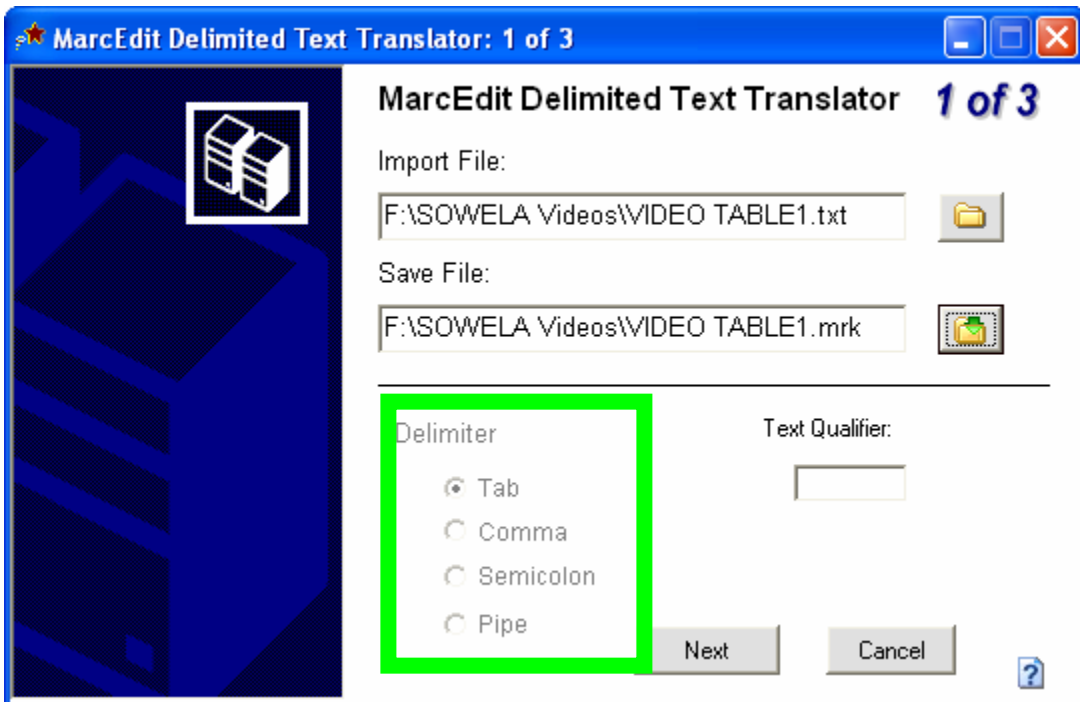 MarcEdit Delimited Text Translator: 1 of 3
MarcEdit Delimited Text Translator 1 of 3
Import File:
F:\SOWELA Videos\VIDEO TABLE1.txt
Save File:
F:\SOWELA Videos\VIDEO TABLE1.mrk
Delimiter
Text Qualifier:
Tab
Comma
Semicolon
Pipe
Next
Cancel
?